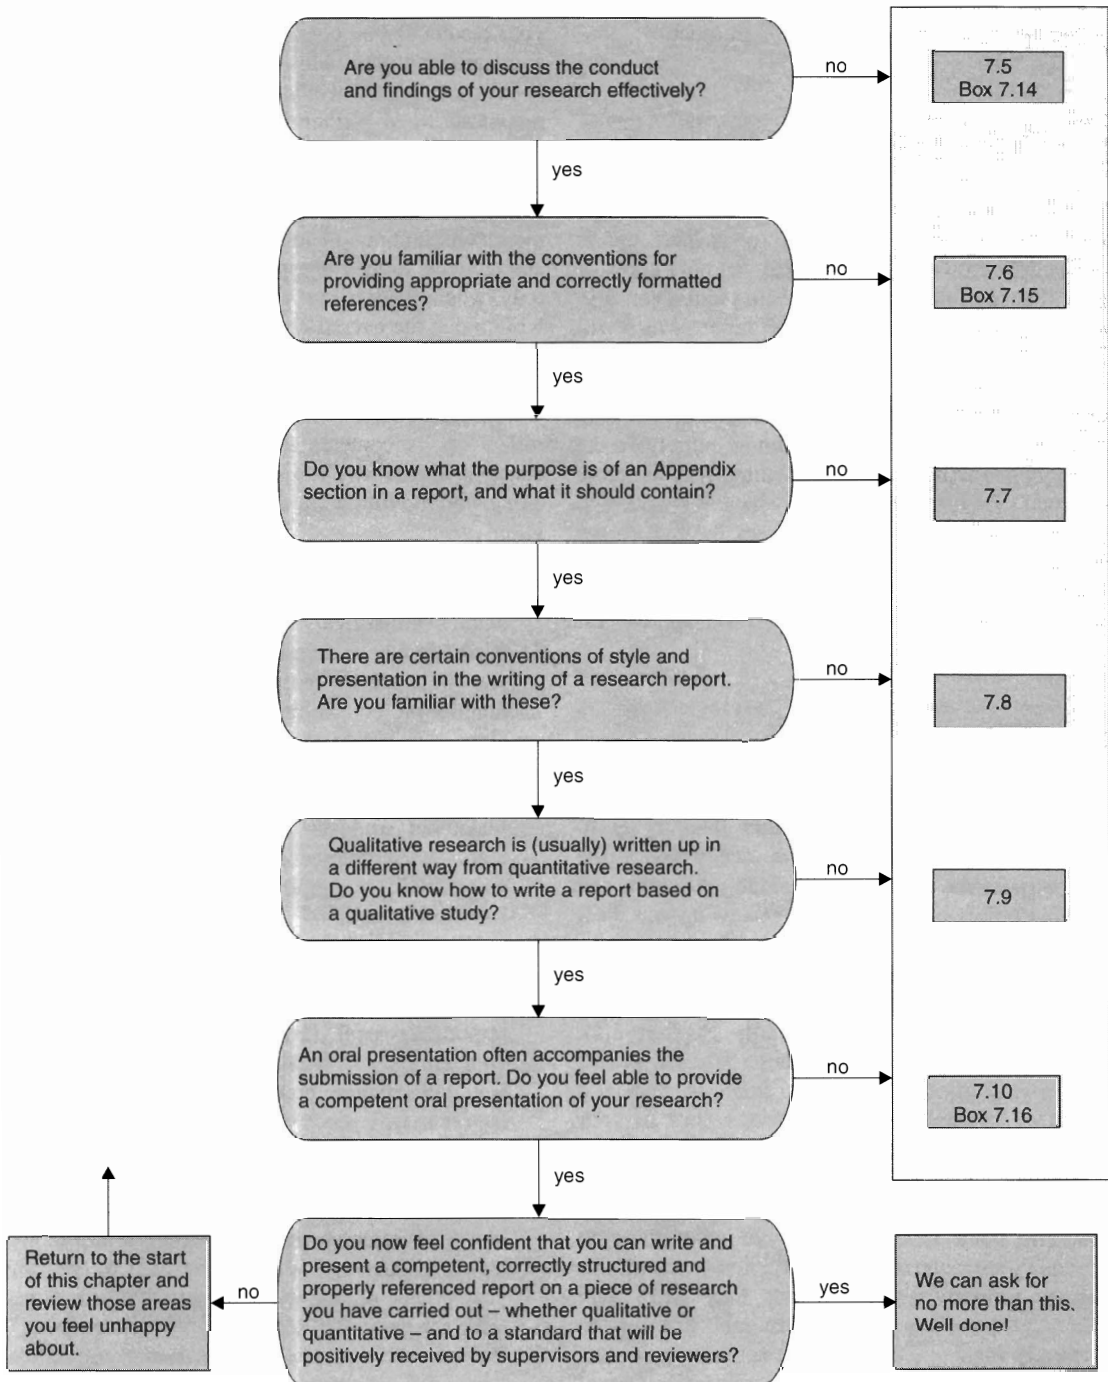 Are you able to discuss the conduct
and findings of your research effectively?
no
7.5
Box 7.14
yes
Are you familiar with the conventions for
providing appropriate and correctly formatted
references?
no
7.6
Box 7.15
yes
Do you know what the purpose is of an Appendix
section in a report, and what it should contain?
no
7.7
yes
There are certain conventions of style and
presentation in the writing of a research report.
Are you familiar with these?
no
7.8
yes
Qualitative research is (usually) written up in
a different way from quantitative research.
Do you know how to write a report based on
a qualitative study?
no
7.9
yes
An oral presentation often accompanies the
submission of a report. Do you feel able to provide
a competent oral presentation of your research?
no
7.10
Box 7.16
yes
Do you now feel confident that you can write and
present a competent, correctly structured and
properly referenced report on a piece of research
you have carried out – whether qualitative or
quantitative – and to a standard that will be
positively received by supervisors and reviewers?
no
Return to the start
of this chapter and
review those areas
you feel unhappy
about.
yes
We can ask for
no more than this.
Well done!